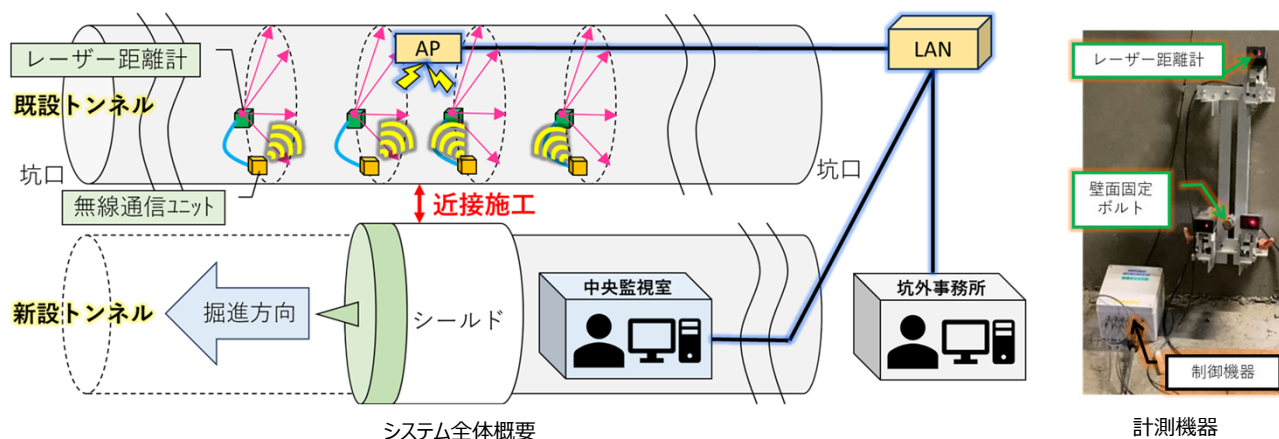 レーザー距離計
既設トンネル
坑口
無線通信ユニット
AP
LAN
坑口
近接施工
新設トンネル
掘進方向
シールド
中央監視室
坑外事務所
システム全体概要
レーザー距離計
壁面固定
ボルト
制御機器
計測機器